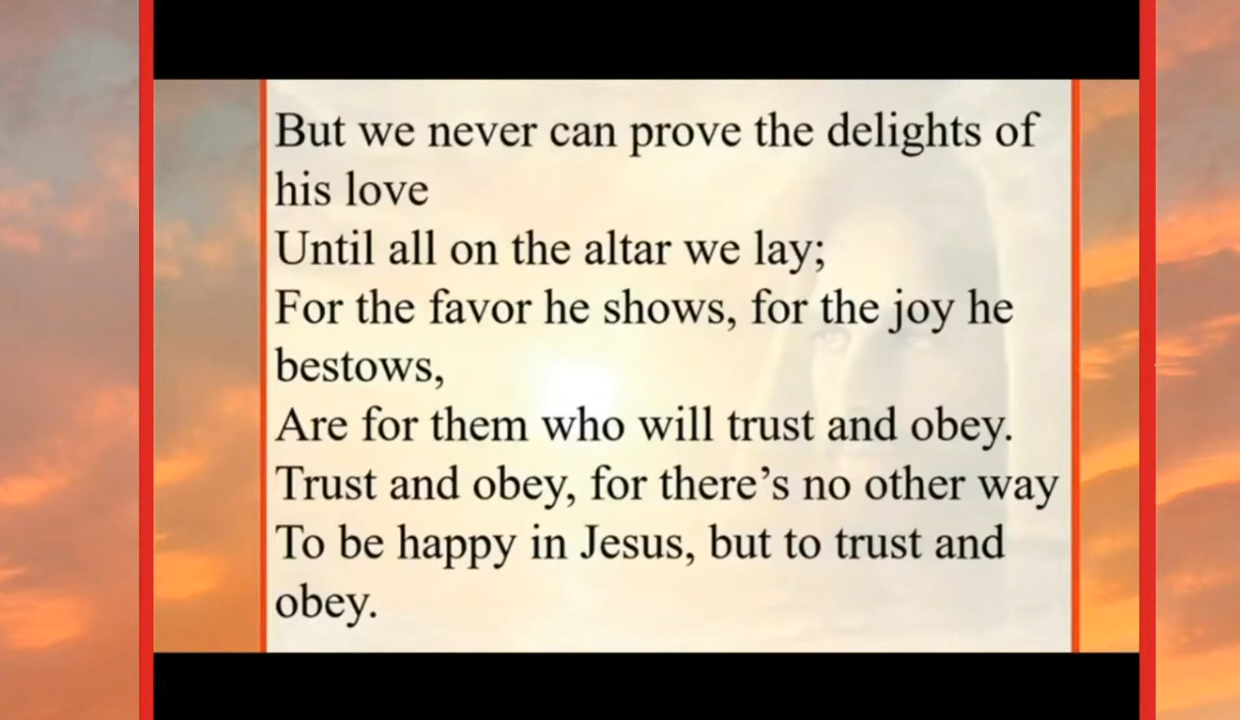 But we never can prove the delights of
his love
Until all on the altar we lay;
For the favor he shows, for the joy he
bestows,
Are for them who will trust and obey.
Trust and obey, for there’s no other way
To be happy in Jesus, but to trust and
obey.